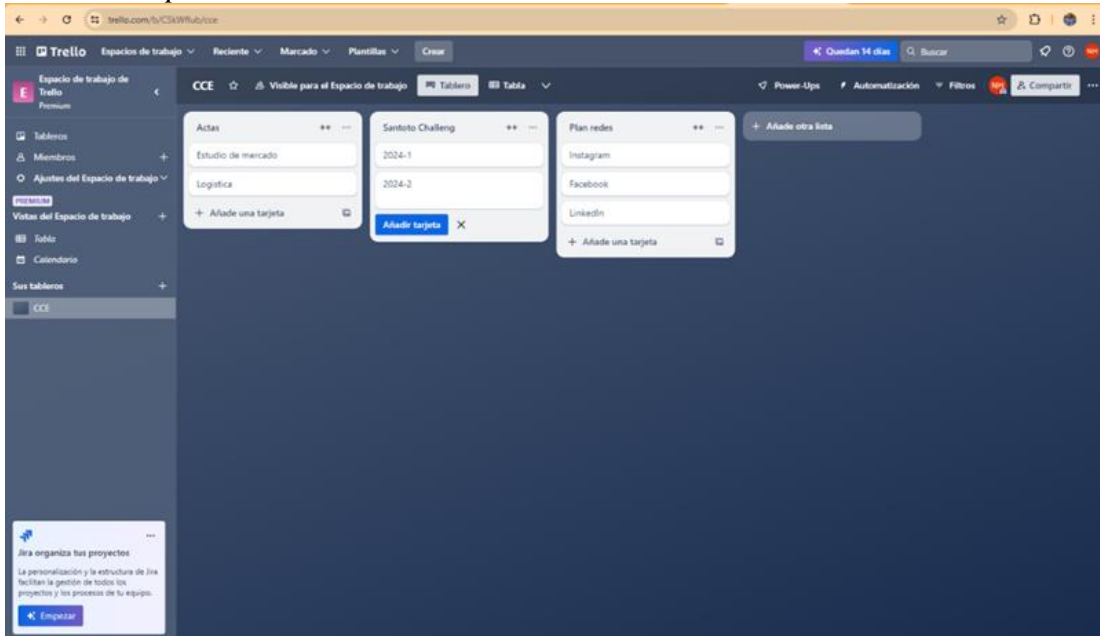 trello.com/b/CSkWflub/cce
Trello Espacios de trabajo Reciente Marcado Plantillas Crear Quedan 14 días Buscar
E Espacio de trabajo de Trello
Premium
CCE Visible para el Espacio de trabajo Tablero Tabla Power-Ups Automatización Filtros Compartir
Tableros
Miembros
Ajustes del Espacio de trabajo
PREMIUM
Vistas del Espacio de trabajo
Tabla
Calendario
Sus tableros
CCE
Actas
Estudio de mercado
Logistica
+ Añade una tarjeta
Santoto Challeng
2024-1
2024-2
Añadir tarjeta X
Plan redes
Instagram
Facebook
LinkedIn
+ Añade una tarjeta
+ Añade otra lista
Jira organiza tus proyectos
La personalización y la estructura de Jira
facilitan la gestión de todos los
proyectos y los procesos de tu equipo.
Empezar